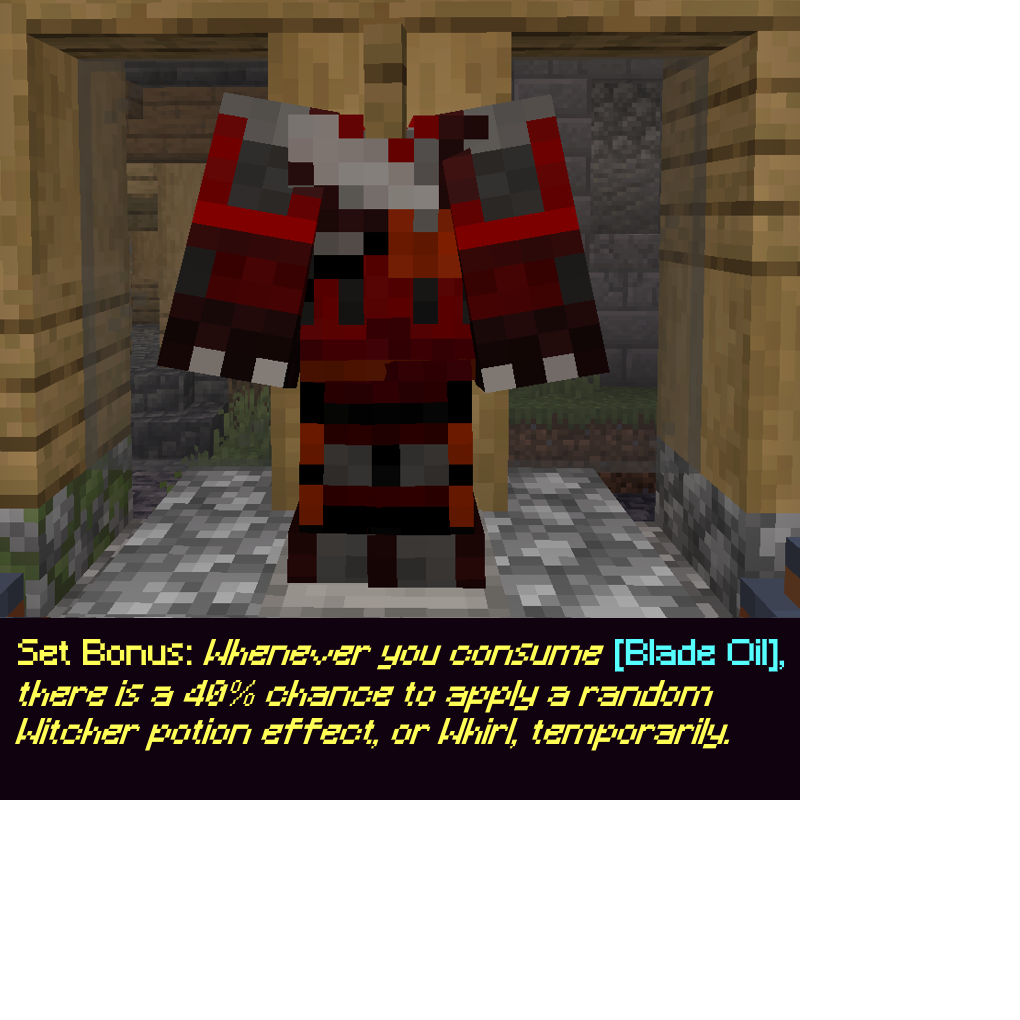 Set Bonus: Whenever you consume [Blade Oil],
there is a 40% chance to apply a random
Witcher potion effect, or Whirl, temporarily.